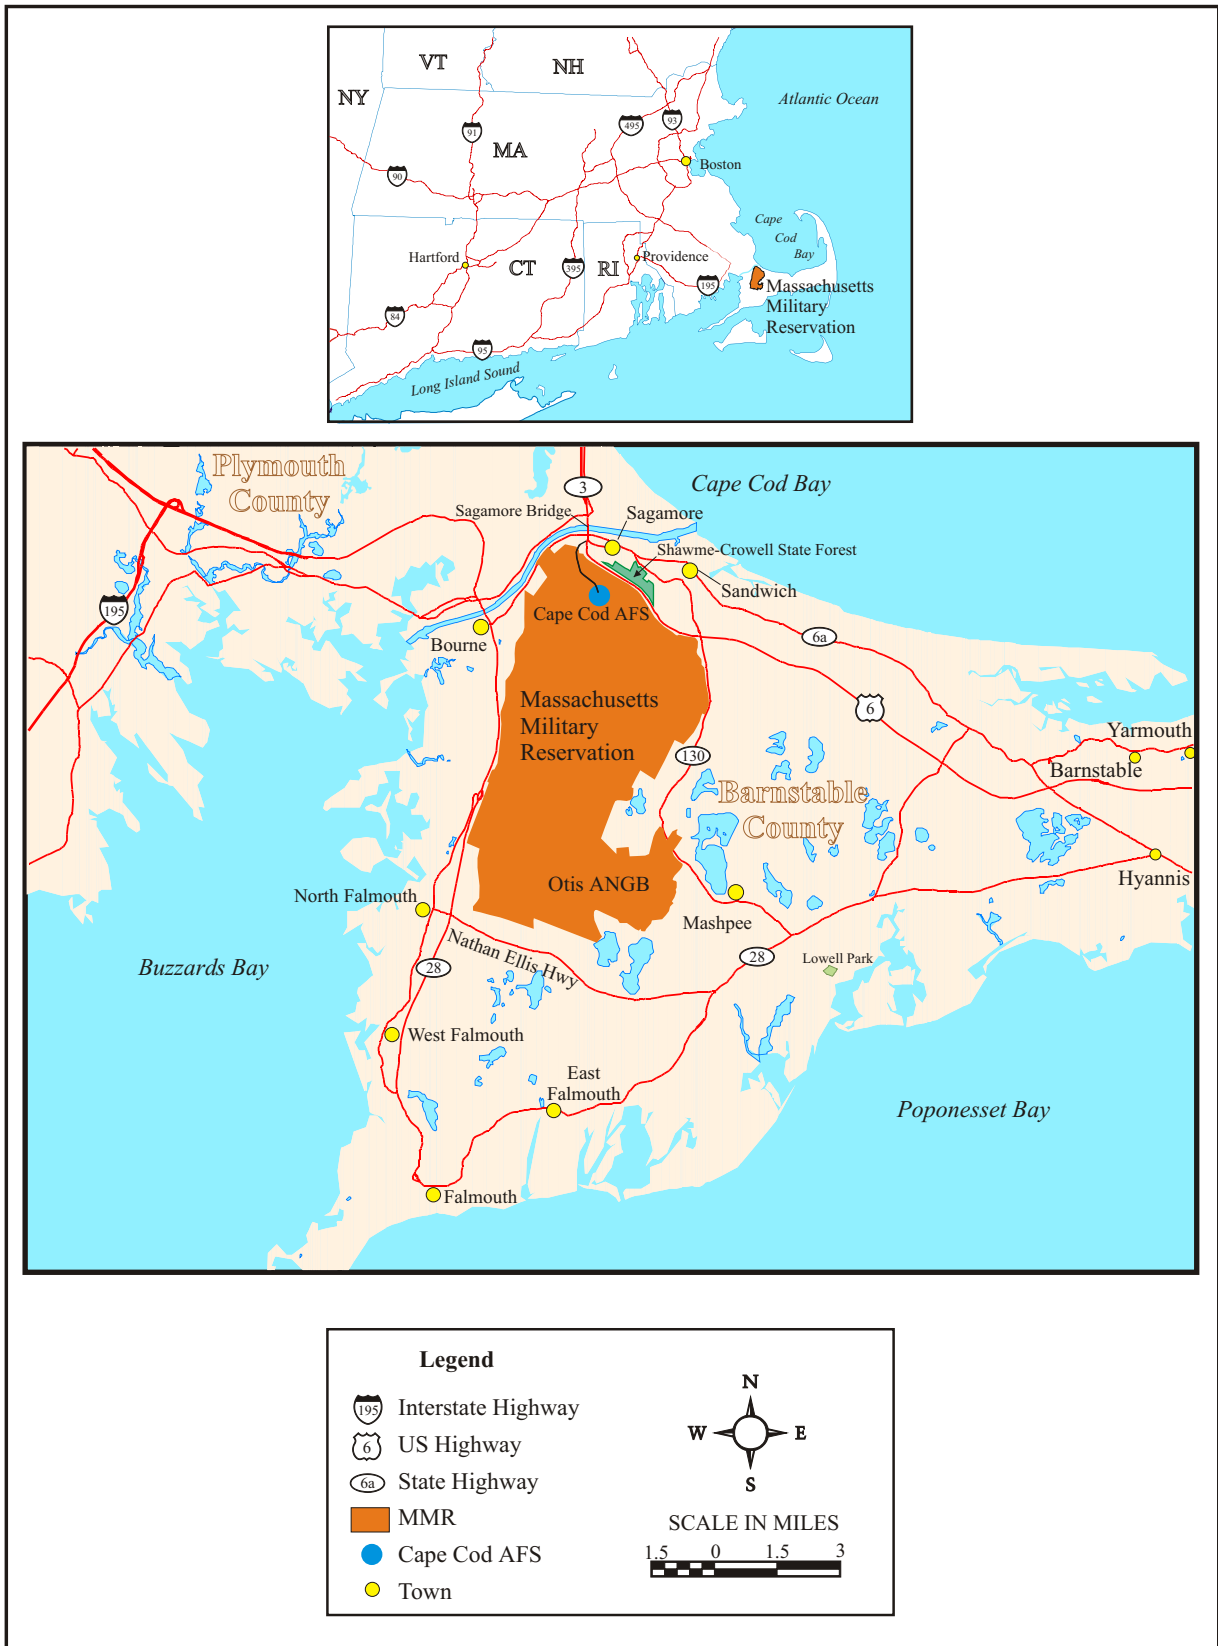 VT
NH
NY
Atlantic Ocean
91
495
93
MA
Boston
90
Cape
Cod
Bay
Hartford
CT
395
RI
Providence
195
Massachusetts
Military
Reservation
84
95
Long Island Sound
Plymouth
County
3
Cape Cod Bay
Sagamore Bridge
Sagamore
Shawme-Crowell State Forest
Sandwich
195
Cape Cod AFS
6a
Bourne
Massachusetts
Military
Reservation
6
Yarmouth
130
Barnstable
Barnstable
County
Otis ANGB
Hyannis
North Falmouth
Mashpee
Nathan Ellis Hwy
Buzzards Bay
28
28
Lowell Park
West Falmouth
East
Falmouth
Poponesset Bay
Falmouth
Legend
195 Interstate Highway
6 US Highway
6a State Highway
MMR
Cape Cod AFS
Town
N
W E
S
SCALE IN MILES
1.5 0 1.5 3